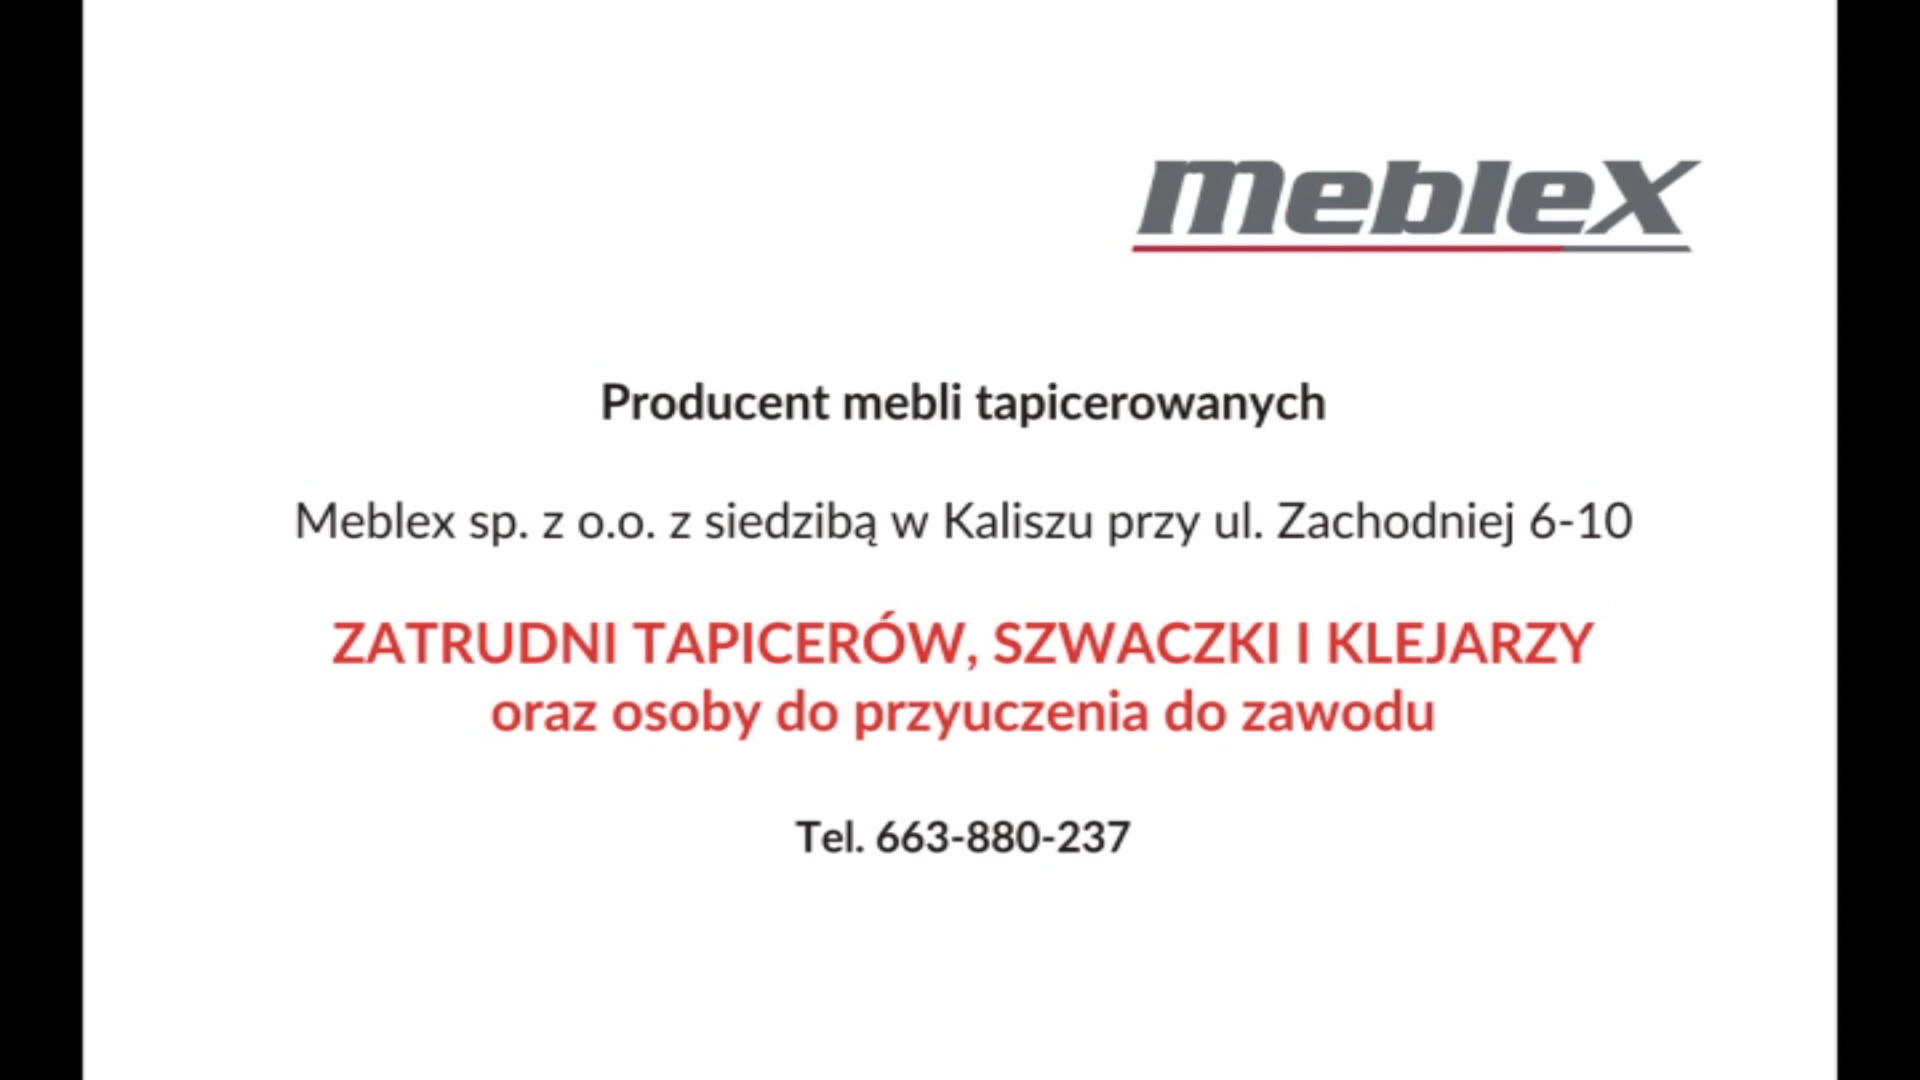 mebleX
Producent mebli tapicerowanych
Meblex sp. z o.o. z siedzibą w Kaliszu przy ul. Zachodniej 6-10
ZATRUDNI TAPICERÓW, SZWACZKI I KLEJARZY
oraz osoby do przyuczenia do zawodu
Tel. 663-880-237